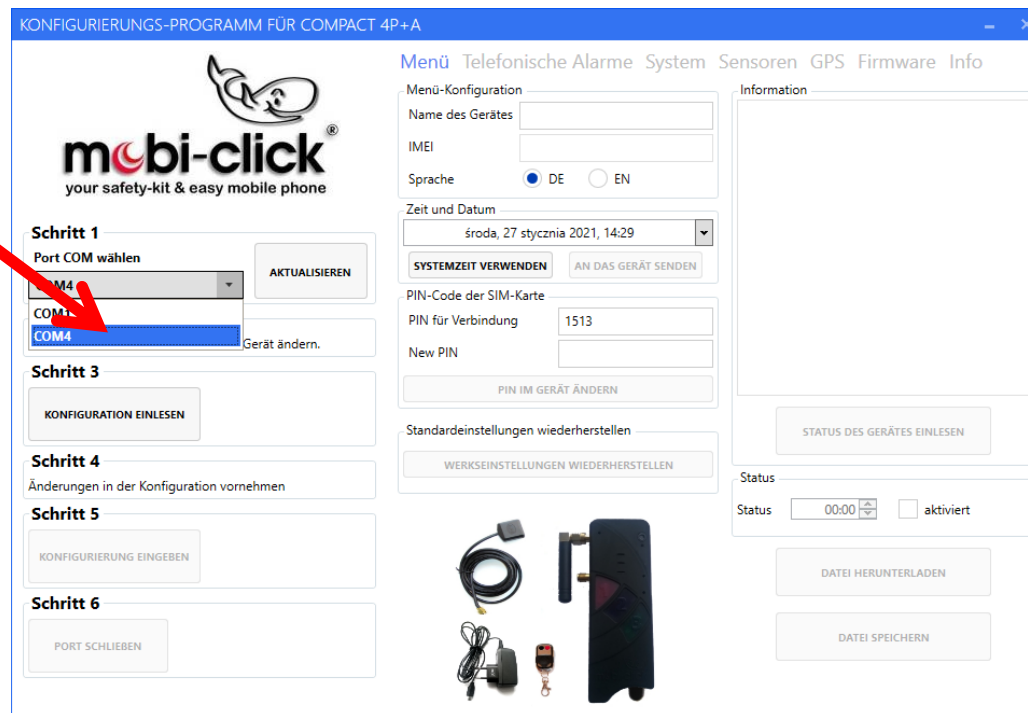 KONFIGURIERUNGS-PROGRAMM FÜR COMPACT 4P+A
mobi-click®
your safety-kit & easy mobile phone
Schritt 1
Port COM wählen
COM4
AKTUALISIEREN
COM1
COM4
Gerät ändern.
Schritt 3
KONFIGURATION EINLESEN
Schritt 4
Änderungen in der Konfiguration vornehmen
Schritt 5
KONFIGURIERUNG EINGEBEN
Schritt 6
PORT SCHLIEßEN
Menü Telefonische Alarme System Sensoren GPS Firmware Info
Menü-Konfiguration
Name des Gerätes
IMEI
Sprache DE EN
Zeit und Datum
środa, 27 stycznia 2021, 14:29
SYSTEMZEIT VERWENDEN AN DAS GERÄT SENDEN
PIN-Code der SIM-Karte
PIN für Verbindung 1513
New PIN
PIN IM GERÄT ÄNDERN
Standardeinstellungen wiederherstellen
WERKSEINSTELLUNGEN WIEDERHERSTELLEN
Information
STATUS DES GERÄTES EINLESEN
Status
Status 00:00 aktiviert
DATEI HERUNTERLADEN
DATEI SPEICHERN